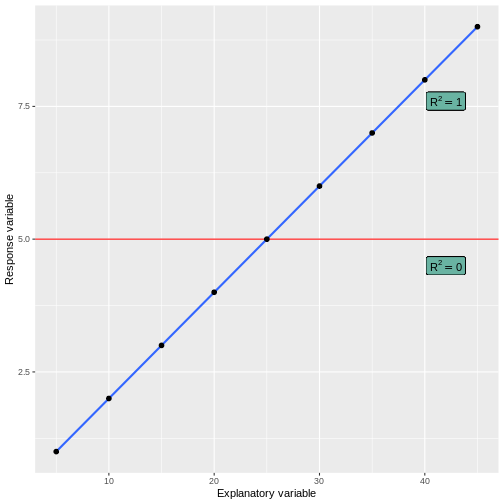 7.5
5.0
2.5
Response variable
R² = 1
R² = 0
10 20 30 40
Explanatory variable